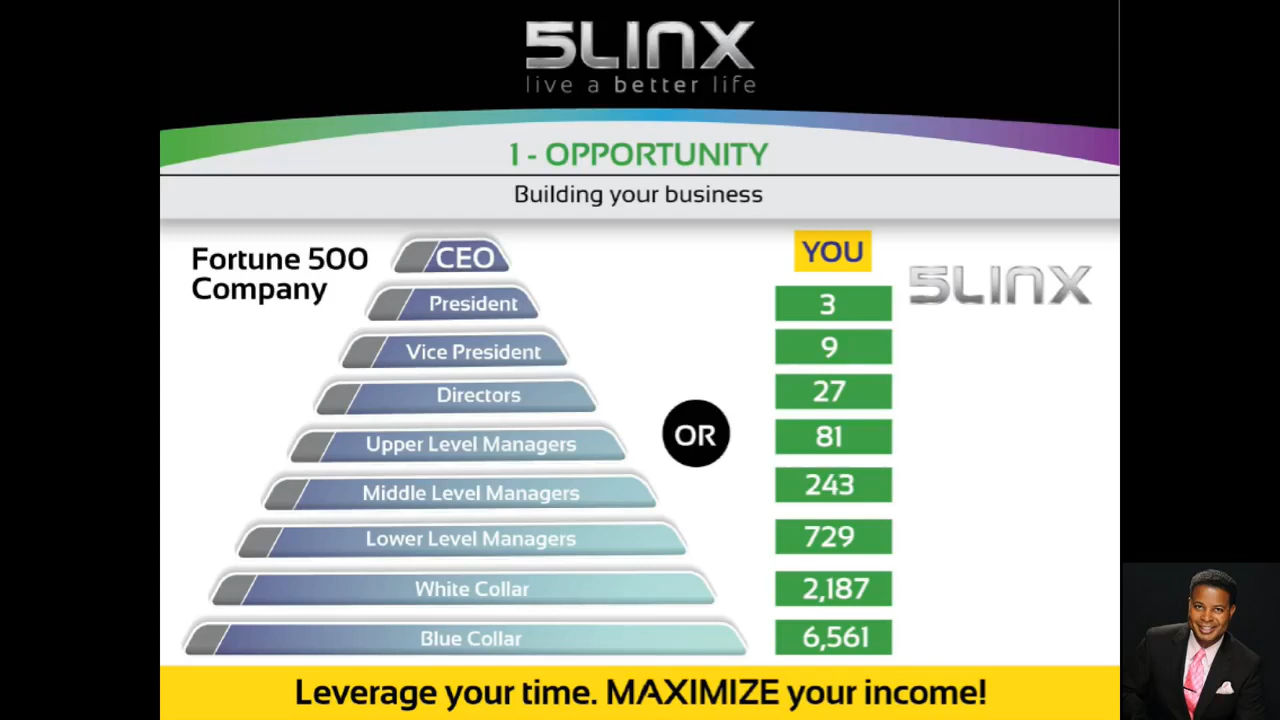 5LINX
live a better life
1 - OPPORTUNITY
Building your business
Fortune 500
Company
CEO
President
Vice President
Directors
Upper Level Managers
Middle Level Managers
Lower Level Managers
White Collar
Blue Collar
OR
YOU
5LINX
3
9
27
81
243
729
2,187
6,561
Leverage your time. MAXIMIZE your income!